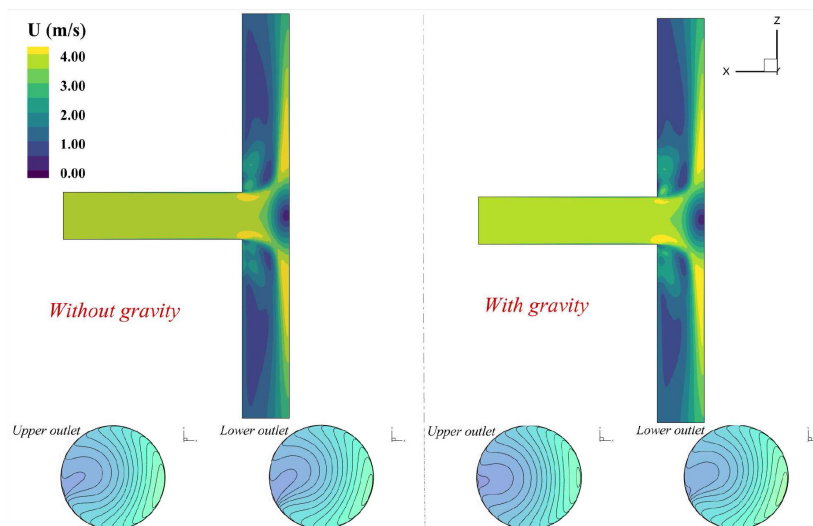 U (m/s)
4.00
3.00
2.00
1.00
0.00
Z
X
Without gravity
With gravity
Upper outlet
Lower outlet
Upper outlet
Lower outlet